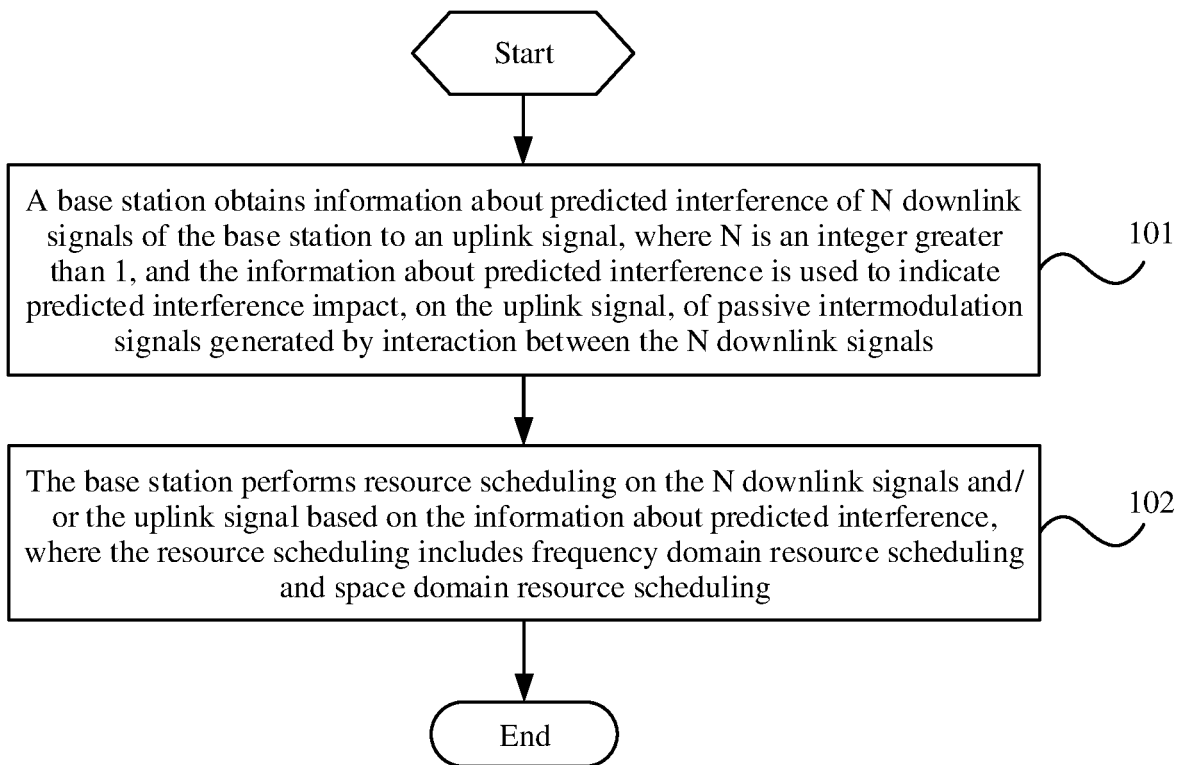 Start
A base station obtains information about predicted interference of N downlink
signals of the base station to an uplink signal, where N is an integer greater
than 1, and the information about predicted interference is used to indicate
predicted interference impact, on the uplink signal, of passive intermodulation
signals generated by interaction between the N downlink signals
101
The base station performs resource scheduling on the N downlink signals and/
or the uplink signal based on the information about predicted interference,
where the resource scheduling includes frequency domain resource scheduling
and space domain resource scheduling
102
End